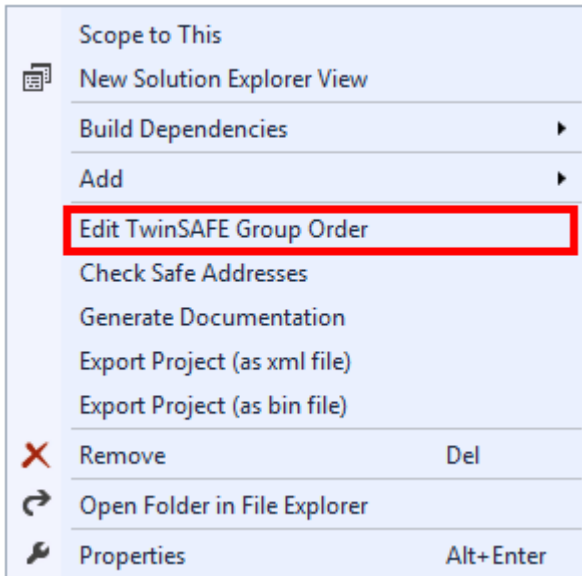 Scope to This
New Solution Explorer View
Build Dependencies
Add
Edit TwinSAFE Group Order
Check Safe Addresses
Generate Documentation
Export Project (as xml file)
Export Project (as bin file)
Remove Del
Open Folder in File Explorer
Properties Alt+Enter